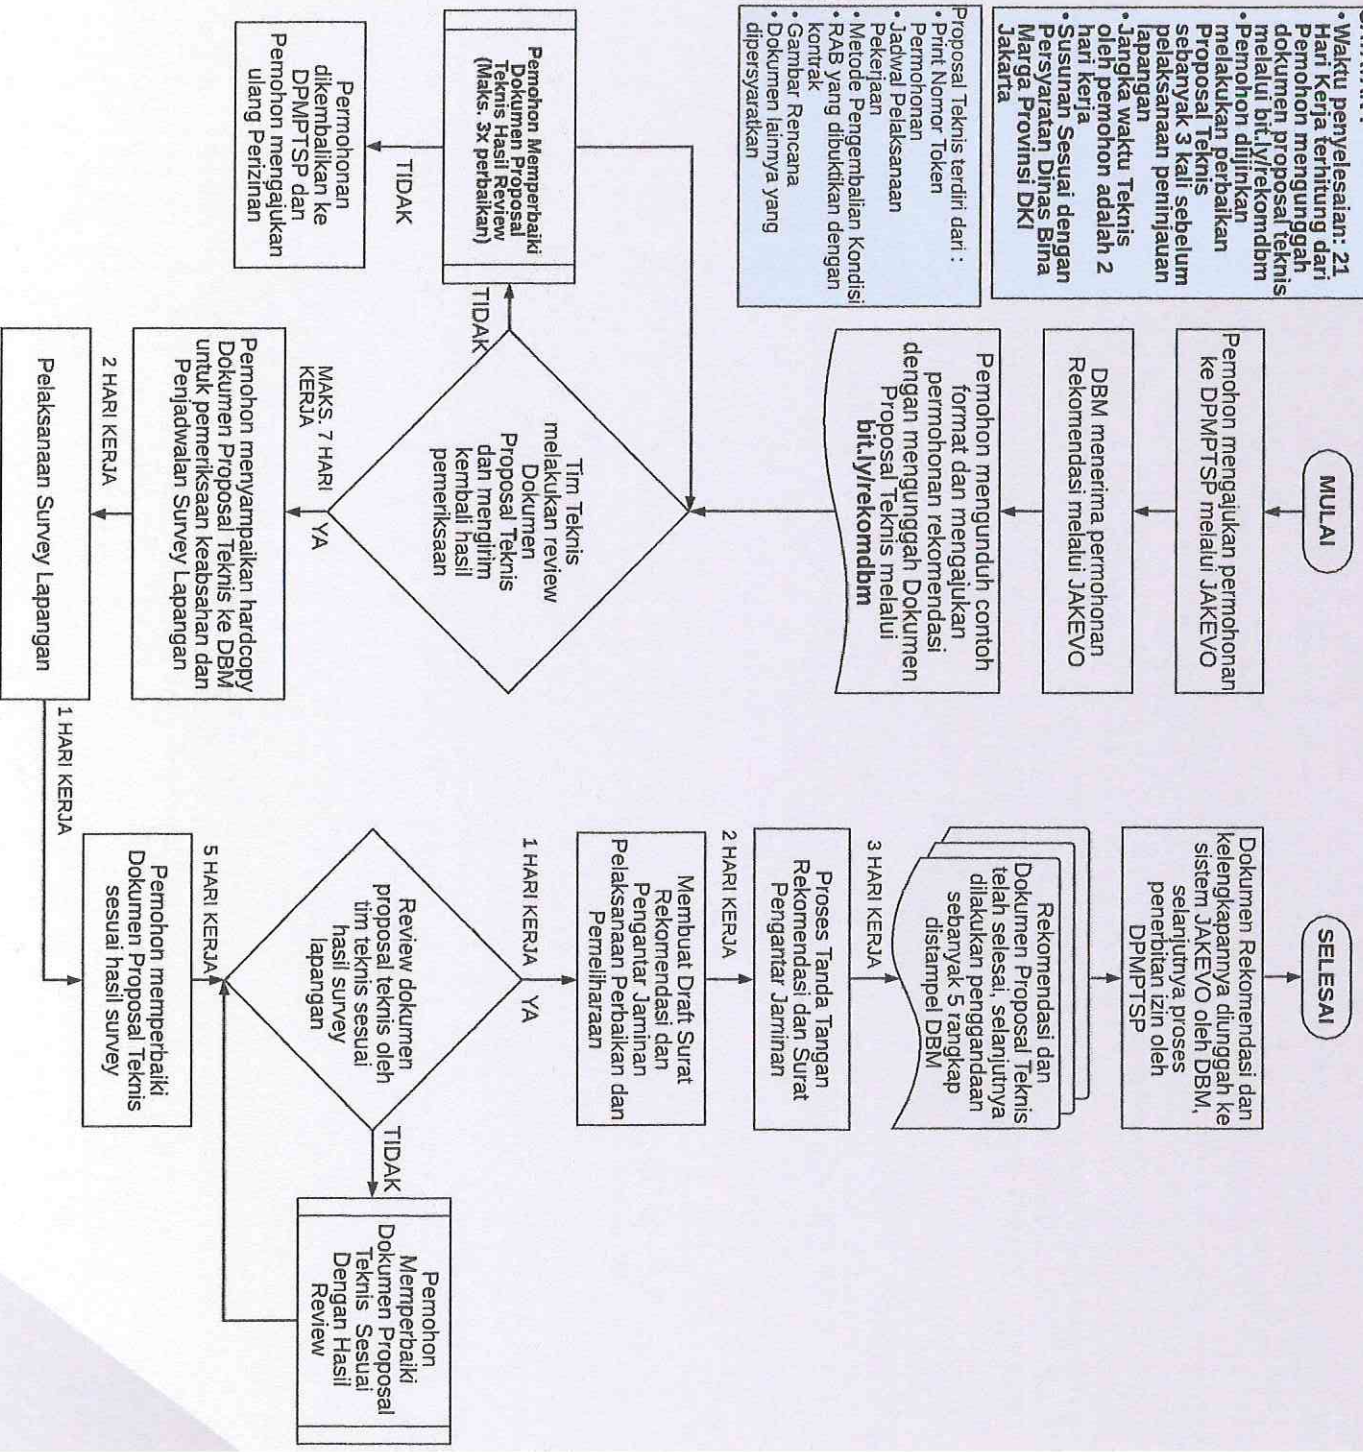 • Waktu penyelesaian: 21
Hari Kerja terhitung dari
Pemohon mengunggah
dokumen proposal teknis
melalui bit.ly/rekomdbm
• Pemohon diijinkan
melakukan perbaikan
Proposal Teknis
sebanyak 3 kali sebelum
pelaksanaan peninjauan
lapangan
• Jangka waktu Teknis
oleh pemohon adalah 2
hari kerja
• Susunan Sesuai dengan
Persyaratan Dinas Bina
Marga Provinsi DKI
Jakarta
Proposal Teknis terdiri dari :
• Print Nomor Token
Permohonan
• Jadwal Pelaksanaan
Pekerjaan
• Metode Pengembalian Kondisi
• RAB yang dibuktikan dengan
kontrak
• Gambar Rencana
• Dokumen lainnya yang
dipersyaratkan
MULAI
Pemohon mengajukan permohonan
ke DPMPTSP melalui JAKEVO
DBM menerima permohonan
Rekomendasi melalui JAKEVO
Pemohon mengunduh contoh
format dan mengajukan
permohonan rekomendasi
dengan mengunggah Dokumen
Proposal Teknis melalui
bit.ly/rekomdbm
Tim Teknis
melakukan review
Dokumen
Proposal Teknis
dan mengirim
kembali hasil
pemeriksaan
TIDAK
Pemohon Memperbaiki
Dokumen Proposal
Teknis Hasil Review
(Maks. 3x perbaikan)
TIDAK
Permohonan
dikembalikan ke
DPMPTSP dan
Pemohon mengajukan
ulang Perizinan
MAKS. 7 HARI
KERJA
YA
Pemohon menyampaikan hardcopy
Dokumen Proposal Teknis ke DBM
untuk pemeriksaan keabsahan dan
Penjadwalan Survey Lapangan
2 HARI KERJA
Pelaksanaan Survey Lapangan
1 HARI KERJA
Pemohon memperbaiki
Dokumen Proposal Teknis
sesuai hasil survey
5 HARI KERJA
Review dokumen
proposal teknis oleh
tim teknis sesuai
hasil survey
lapangan
TIDAK
Pemohon
Memperbaiki
Dokumen Proposal
Teknis Sesuai
Dengan Hasil
Review
1 HARI KERJA
YA
Membuat Draft Surat
Rekomendasi dan
Pengantar Jaminan
Pelaksanaan Perbaikan dan
Pemeliharaan
2 HARI KERJA
Proses Tanda Tangan
Rekomendasi dan Surat
Pengantar Jaminan
3 HARI KERJA
Rekomendasi dan
Dokumen Proposal Teknis
telah selesai, selanjutnya
dilakukan penggandaan
sebanyak 5 rangkap
distampel DBM
Dokumen Rekomendasi dan
kelengkapannya diunggah ke
sistem JAKEVO oleh DBM,
selanjutnya proses
penerbitan izin oleh
DPMPTSP
SELESAI